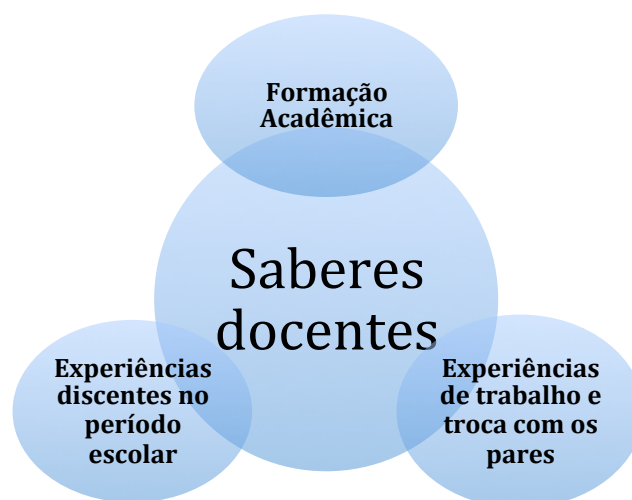 Formação
Acadêmica
Saberes
docentes
Experiências
discentes no
período
escolar
Experiências
de trabalho e
troca com os
pares